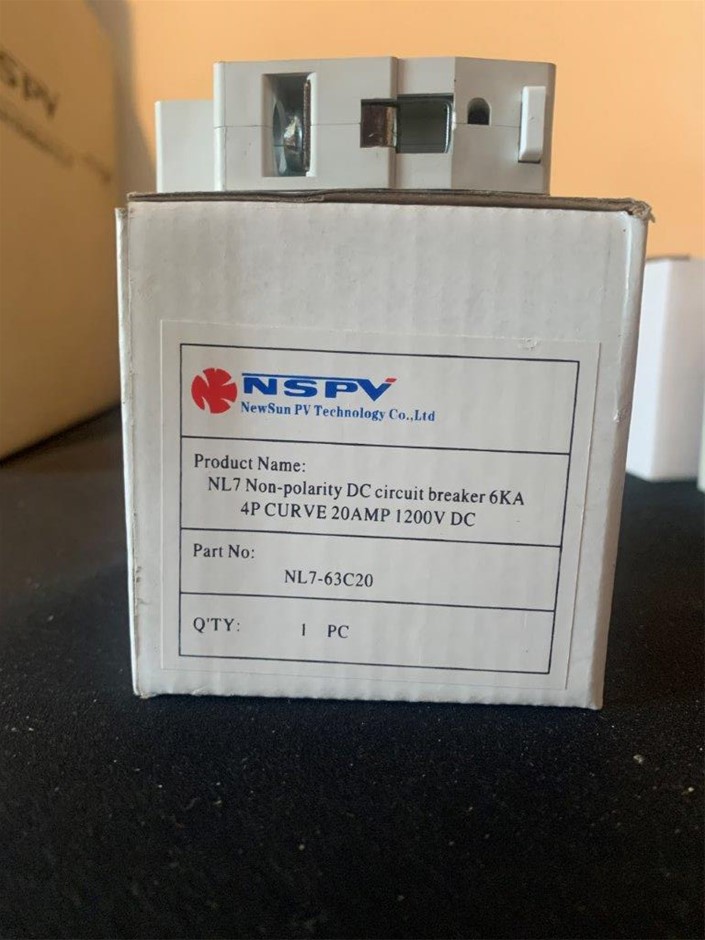 NSPV
NewSun PV Technology Co.,Ltd
Product Name:
NL7 Non-polarity DC circuit breaker 6KA
4P CURVE 20AMP 1200V DC
Part No:
NL7-63C20
Q'TY: 1 PC